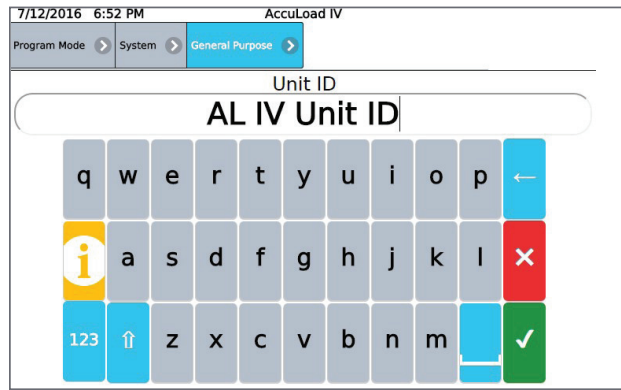 7/12/2016 6:52 PM AccuLoad IV
Program Mode System General Purpose
Unit ID
AL IV Unit ID
q w e r t y u i o p ←
i a s d f g h j k l ×
123 ⇧ z x c v b n m ✓